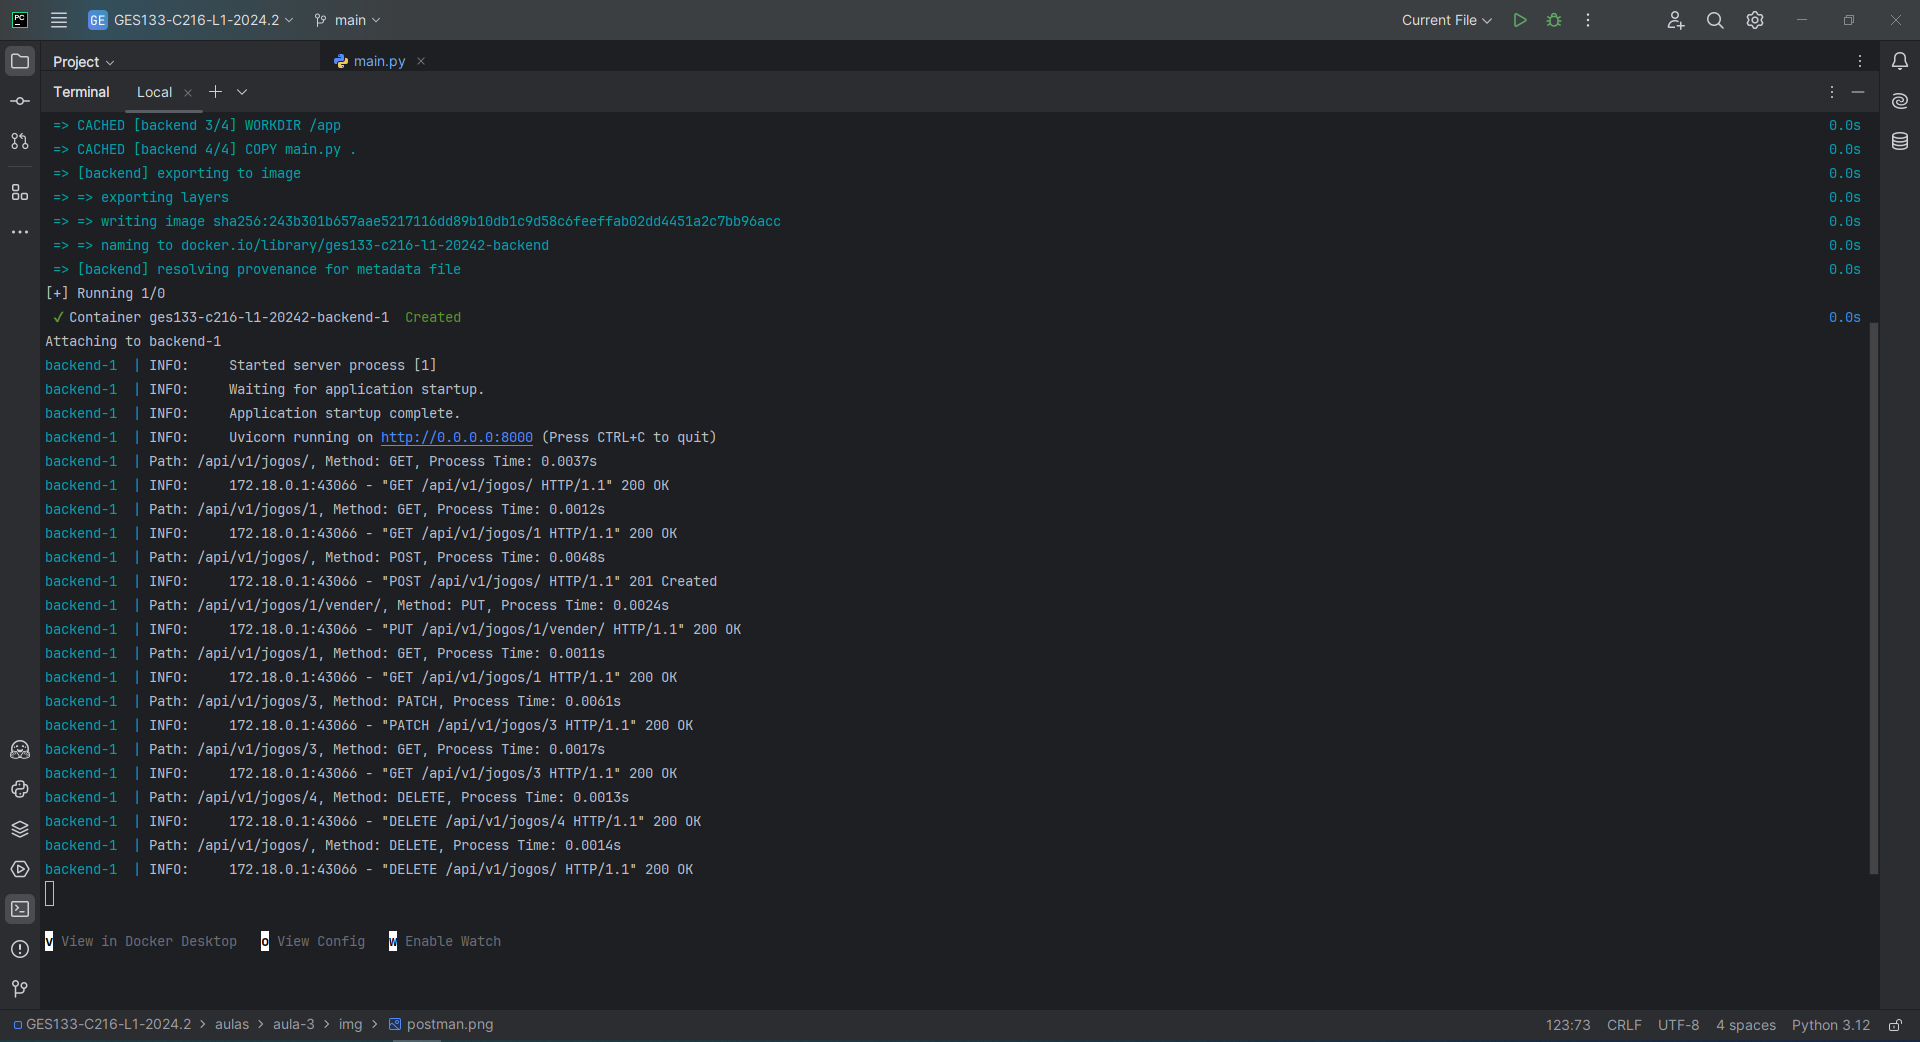 PC GE GES133-C216-L1-2024.2 main Current File
Project main.py
Terminal Local
=> CACHED [backend 3/4] WORKDIR /app 0.0s
=> CACHED [backend 4/4] COPY main.py . 0.0s
=> [backend] exporting to image 0.0s
=> => exporting layers 0.0s
=> => writing image sha256:243b301b657aae5217116dd89b10db1c9d58c6feeffab02dd4451a2c7bb96acc 0.0s
=> => naming to docker.io/library/ges133-c216-l1-20242-backend 0.0s
=> [backend] resolving provenance for metadata file 0.0s
[+] Running 1/0
✓ Container ges133-c216-l1-20242-backend-1 Created 0.0s
Attaching to backend-1
backend-1 | INFO: Started server process [1]
backend-1 | INFO: Waiting for application startup.
backend-1 | INFO: Application startup complete.
backend-1 | INFO: Uvicorn running on http://0.0.0.0:8000 (Press CTRL+C to quit)
backend-1 | Path: /api/v1/jogos/, Method: GET, Process Time: 0.0037s
backend-1 | INFO: 172.18.0.1:43066 - "GET /api/v1/jogos/ HTTP/1.1" 200 OK
backend-1 | Path: /api/v1/jogos/1, Method: GET, Process Time: 0.0012s
backend-1 | INFO: 172.18.0.1:43066 - "GET /api/v1/jogos/1 HTTP/1.1" 200 OK
backend-1 | Path: /api/v1/jogos/, Method: POST, Process Time: 0.0048s
backend-1 | INFO: 172.18.0.1:43066 - "POST /api/v1/jogos/ HTTP/1.1" 201 Created
backend-1 | Path: /api/v1/jogos/1/vender/, Method: PUT, Process Time: 0.0024s
backend-1 | INFO: 172.18.0.1:43066 - "PUT /api/v1/jogos/1/vender/ HTTP/1.1" 200 OK
backend-1 | Path: /api/v1/jogos/1, Method: GET, Process Time: 0.0011s
backend-1 | INFO: 172.18.0.1:43066 - "GET /api/v1/jogos/1 HTTP/1.1" 200 OK
backend-1 | Path: /api/v1/jogos/3, Method: PATCH, Process Time: 0.0061s
backend-1 | INFO: 172.18.0.1:43066 - "PATCH /api/v1/jogos/3 HTTP/1.1" 200 OK
backend-1 | Path: /api/v1/jogos/3, Method: GET, Process Time: 0.0017s
backend-1 | INFO: 172.18.0.1:43066 - "GET /api/v1/jogos/3 HTTP/1.1" 200 OK
backend-1 | Path: /api/v1/jogos/4, Method: DELETE, Process Time: 0.0013s
backend-1 | INFO: 172.18.0.1:43066 - "DELETE /api/v1/jogos/4 HTTP/1.1" 200 OK
backend-1 | Path: /api/v1/jogos/, Method: DELETE, Process Time: 0.0014s
backend-1 | INFO: 172.18.0.1:43066 - "DELETE /api/v1/jogos/ HTTP/1.1" 200 OK
v View in Docker Desktop o View Config w Enable Watch
GES133-C216-L1-2024.2 > aulas > aula-3 > img > postman.png 123:73 CRLF UTF-8 4 spaces Python 3.12